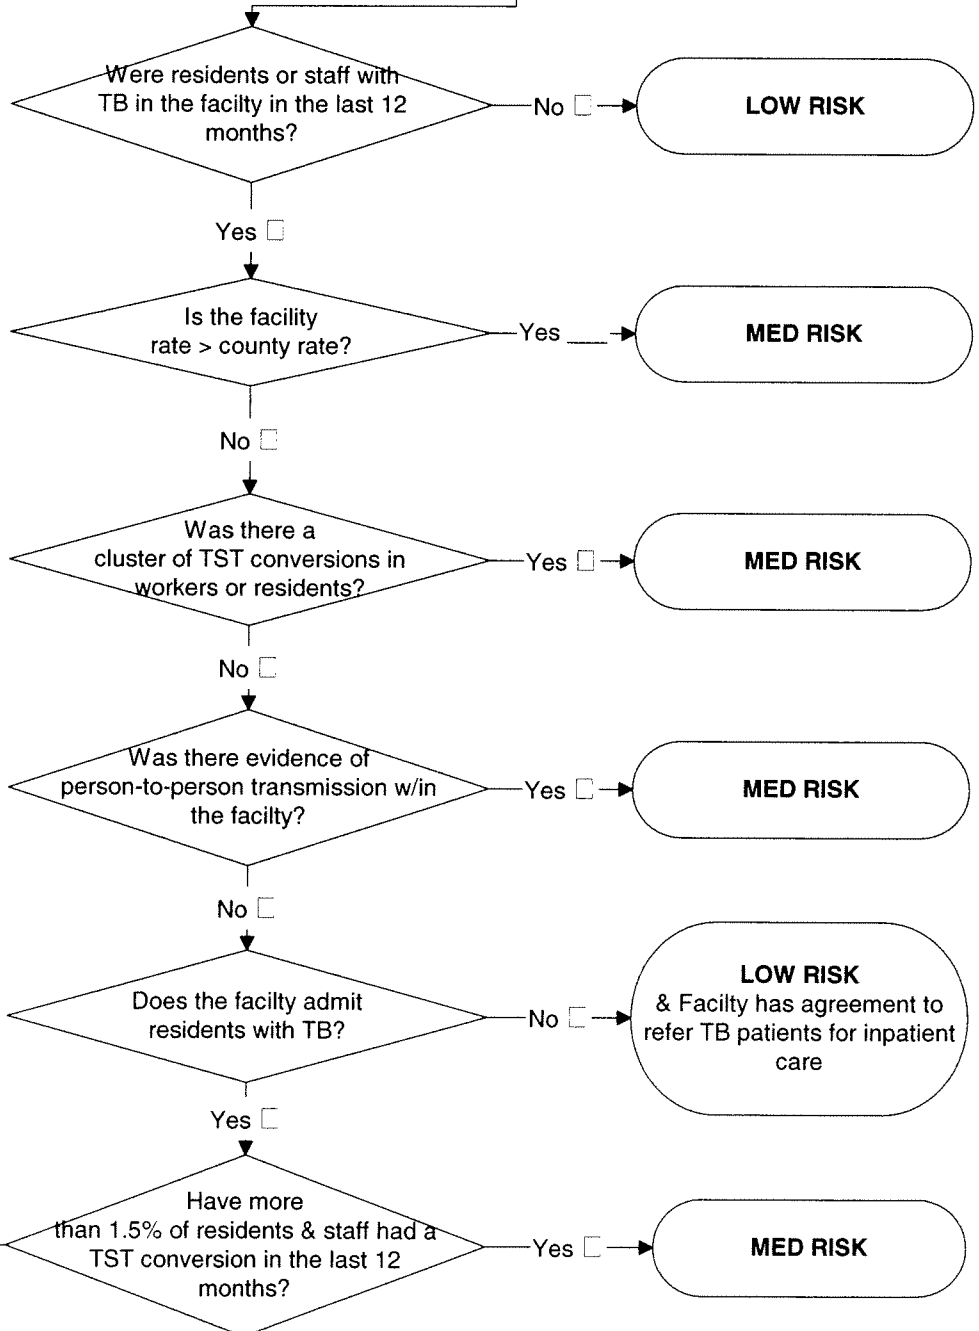 Were residents or staff with
TB in the facilty in the last 12
months?
No
LOW RISK
Yes
Is the facility
rate > county rate?
Yes ___
MED RISK
No
Was there a
cluster of TST conversions in
workers or residents?
Yes
MED RISK
No
Was there evidence of
person-to-person transmission w/in
the facilty?
Yes
MED RISK
No
Does the facilty admit
residents with TB?
No
LOW RISK
& Facilty has agreement to
refer TB patients for inpatient
care
Yes
Have more
than 1.5% of residents & staff had a
TST conversion in the last 12
months?
Yes
MED RISK